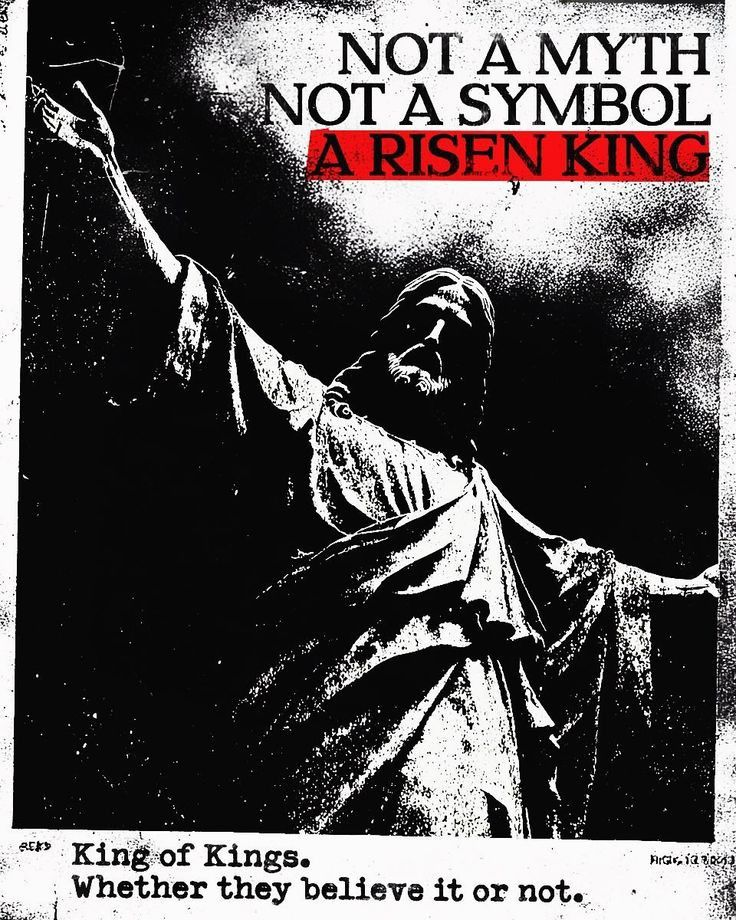 NOT A MYTH
NOT A SYMBOL
A RISEN KING
King of Kings.
Whether they believe it or not.